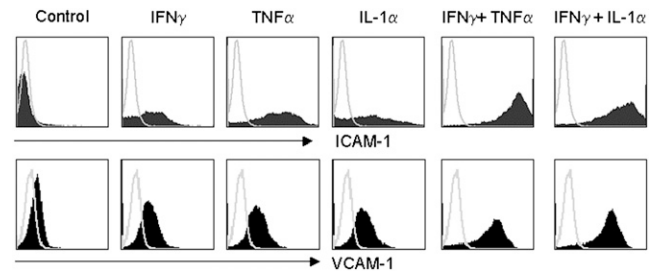 Control IFNγ TNFα IL-1α IFNγ+ TNFα IFNγ + IL-1α
ICAM-1
VCAM-1